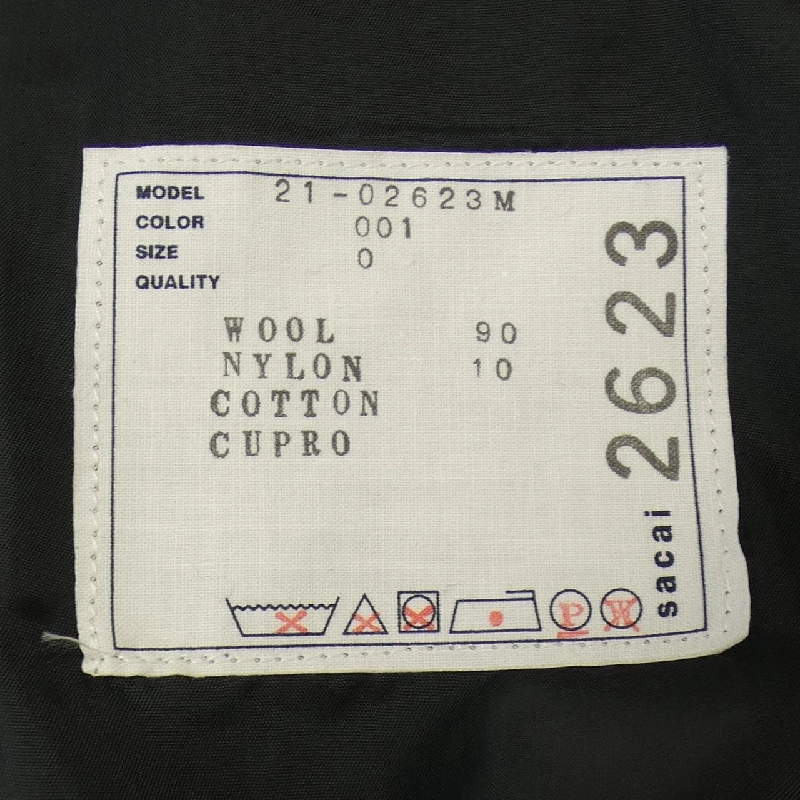 MODEL 21-02623M
COLOR 001
SIZE 0
QUALITY
WOOL 90
NYLON 10
COTTON
CUPRO
P
W
sacai 2623